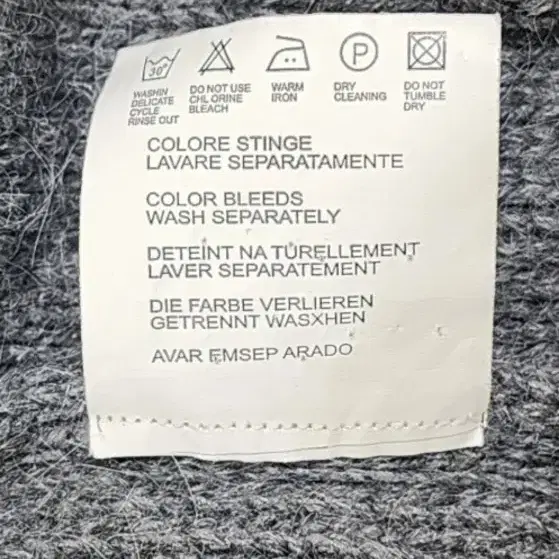 30°
WASHIN
DELICATE
CYCLE
RINSE OUT
DO NOT USE
CHL ORINE
BLEACH
WARM
IRON
P
DRY
CLEANING
DO NOT
TUMBLE
DRY
COLORE STINGE
LAVARE SEPARATAMENTE
COLOR BLEEDS
WASH SEPARATELY
DETEINT NA TURELLEMENT
LAVER SEPARATEMENT
DIE FARBE VERLIEREN
GETRENNT WASXHEN
AVAR EMSEP ARADO